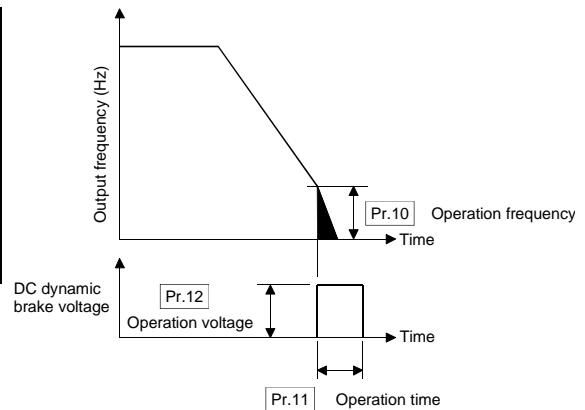 Output frequency (Hz)
Pr.10 Operation frequency
Time
DC dynamic
brake voltage
Pr.12
Operation voltage
Time
Pr.11 Operation time